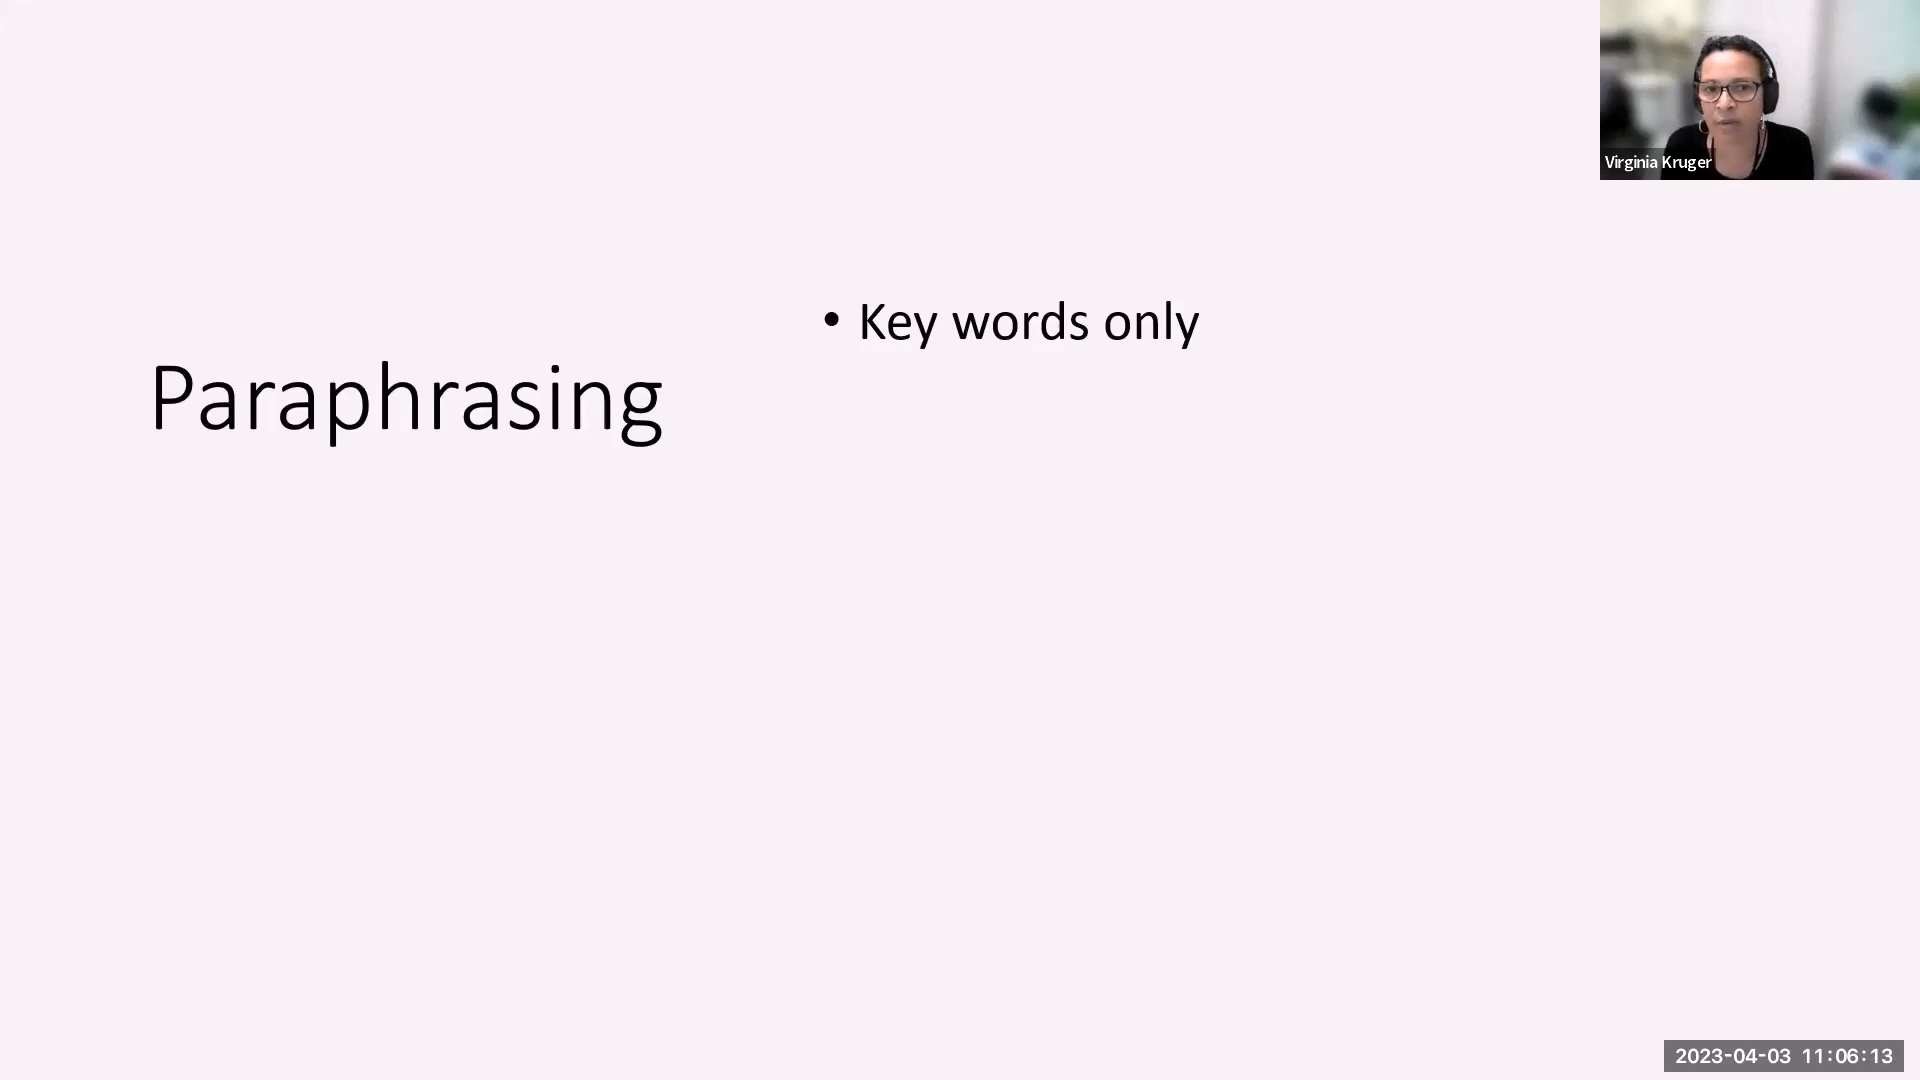 Virginia Kruger
• Key words only
Paraphrasing
2023-04-03 11:06:13